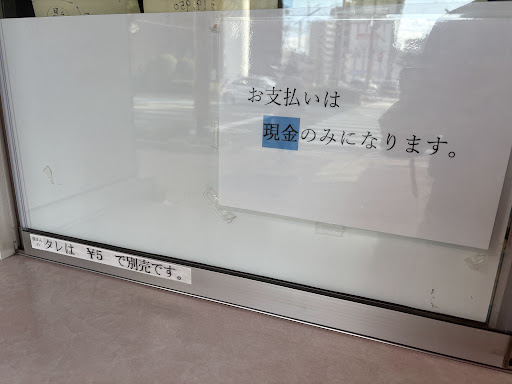 お支払いは
現金のみになります。
タレは ¥5 で別売です。